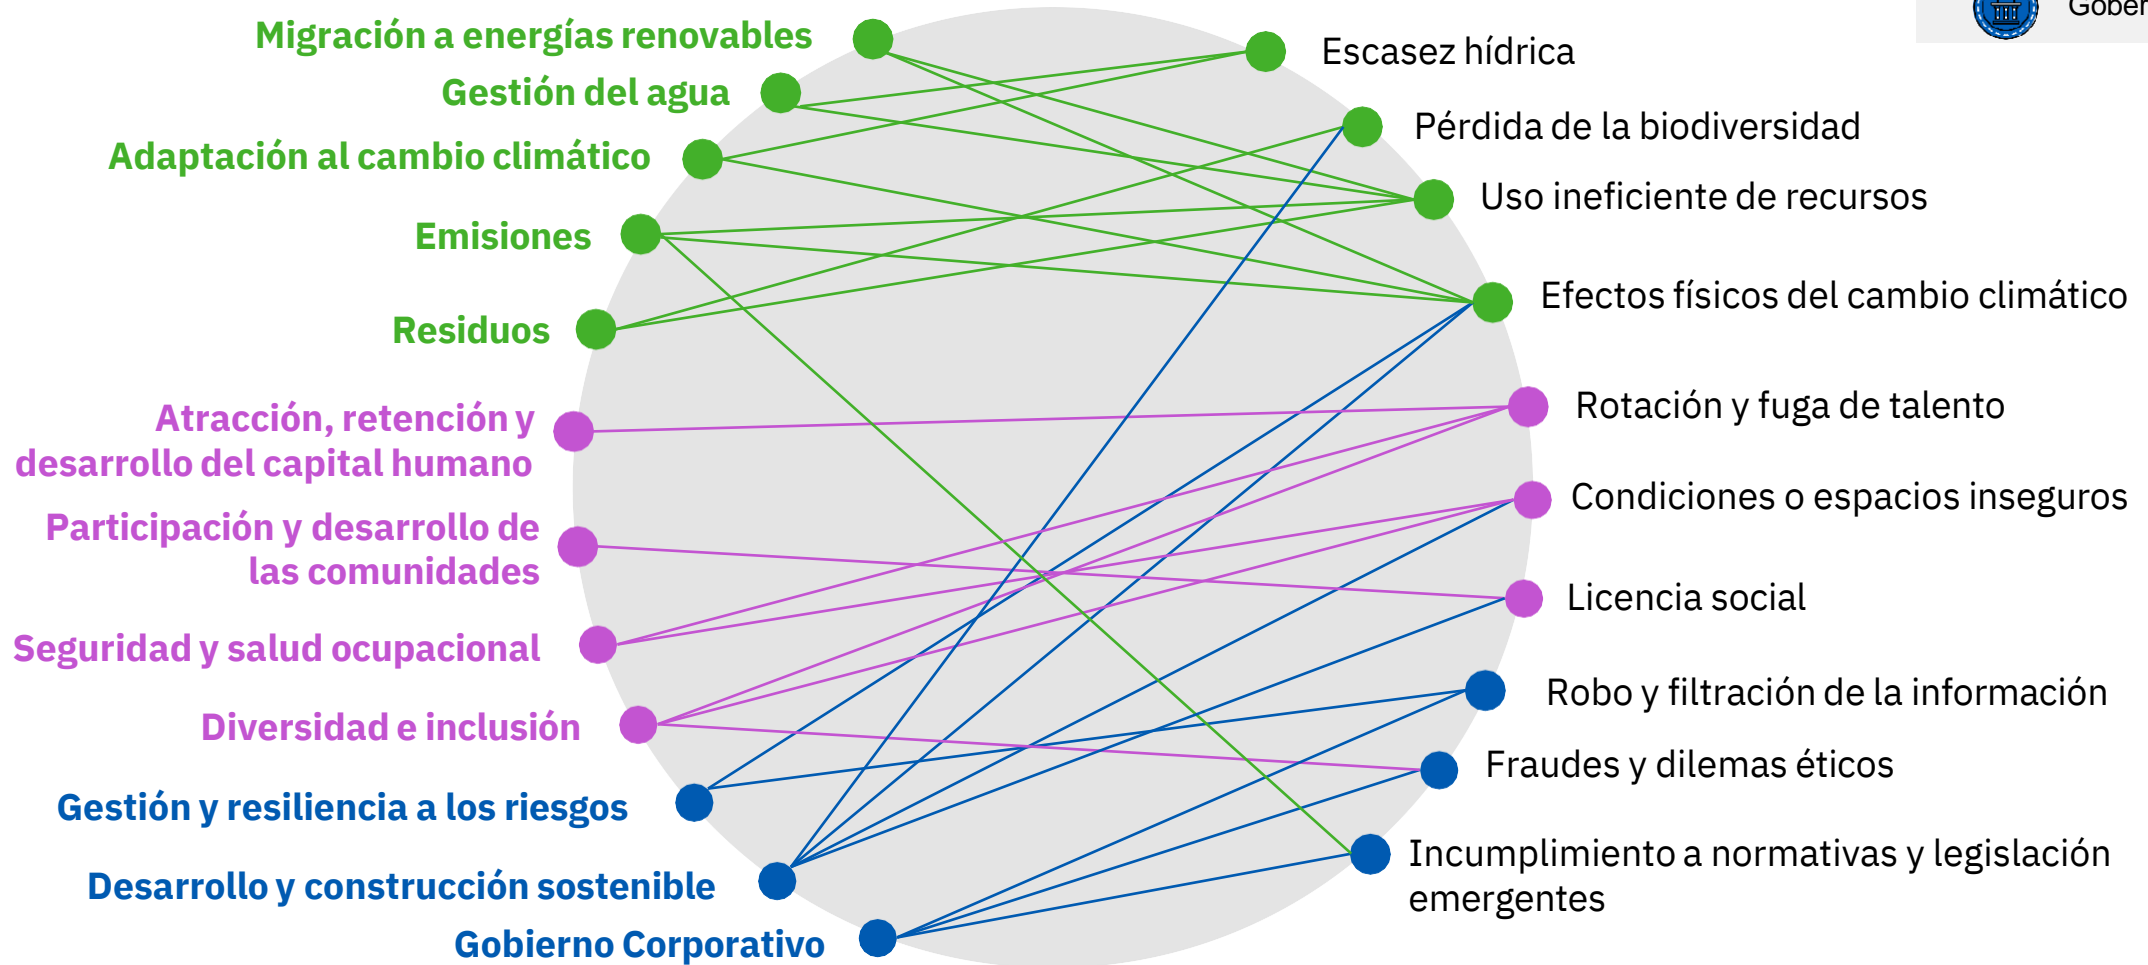 Migración a energías renovables
Gestión del agua
Adaptación al cambio climático
Emisiones
Residuos
Atracción, retención y
desarrollo del capital humano
Participación y desarrollo de
las comunidades
Seguridad y salud ocupacional
Diversidad e inclusión
Gestión y resiliencia a los riesgos
Desarrollo y construcción sostenible
Gobierno Corporativo
Escasez hídrica
Pérdida de la biodiversidad
Uso ineficiente de recursos
Efectos físicos del cambio climático
Rotación y fuga de talento
Condiciones o espacios inseguros
Licencia social
Robo y filtración de la información
Fraudes y dilemas éticos
Incumplimiento a normativas y legislación
emergentes